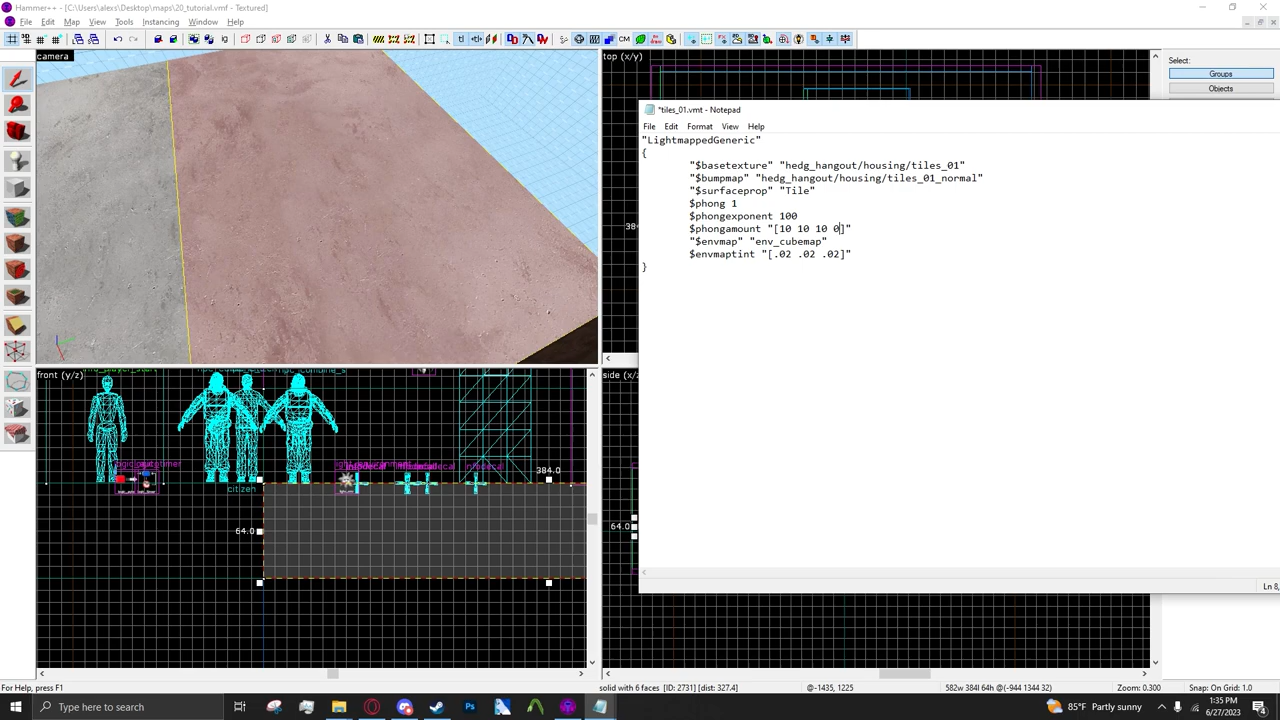 Hammer++ - [C:\Users\alexs\Desktop\maps\20_tutorial.vmf - Textured]
File Edit Map View Tools Instancing Window Help
camera
top (x/y)
Select:
Groups
Objects
*tiles_01.vmt - Notepad
File Edit Format View Help
"LightmappedGeneric"
{
"$basetexture" "hedg_hangout/housing/tiles_01"
"$bumpmap" "hedg_hangout/housing/tiles_01_normal"
"$surfaceprop" "Tile"
$phong 1
$phongexponent 100
$phongamount "[10 10 10 0]"
"$envmap" "env_cubemap"
$envmaptint "[.02 .02 .02]"
}
Ln 8,
front (y/z)
384.0
citizen
64.0
64.0
For Help, press F1
solid with 6 faces [ID: 2731] [dist: 327.4]
@-1435, 1225
582w 384l 64h @(-944 1344 32)
Zoom: 0.300
Snap: On Grid: 1.0
Type here to search
85°F Partly sunny
1:35 PM
6/27/2023